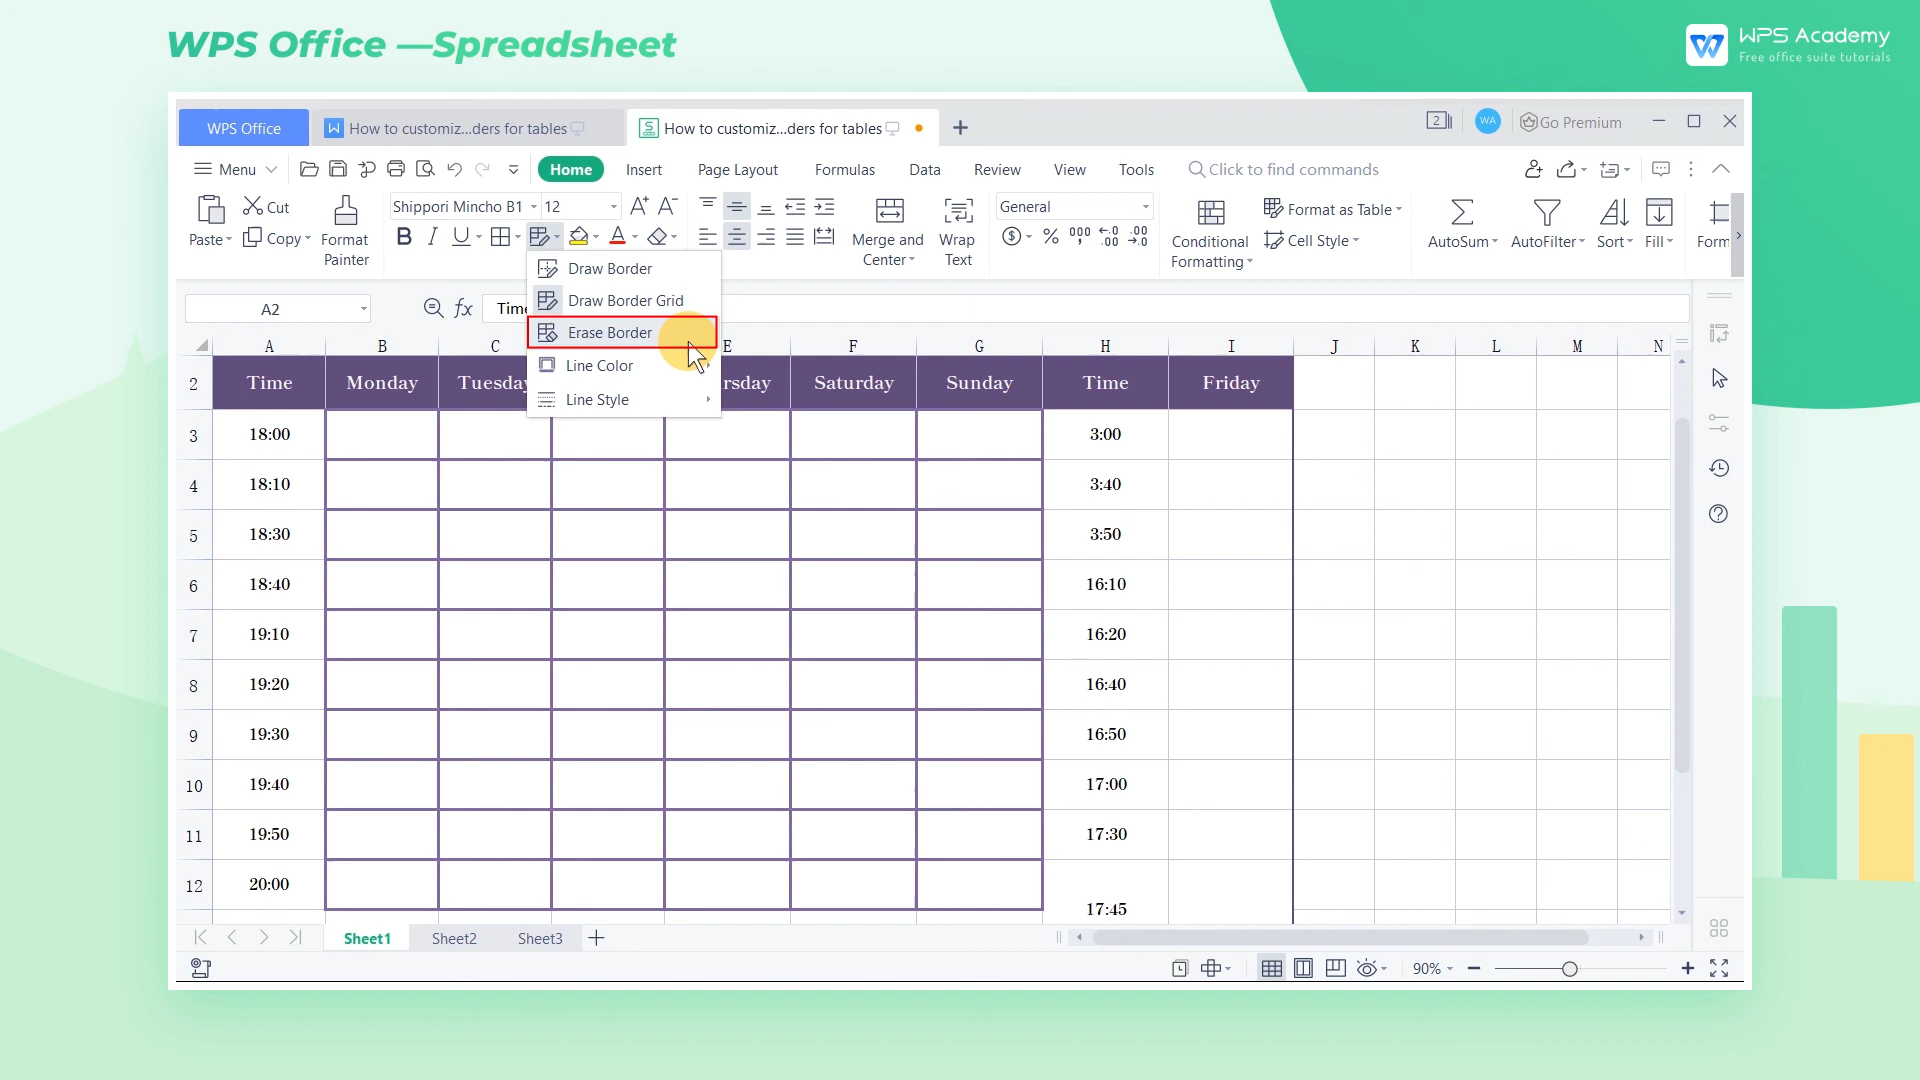 WPS Office —Spreadsheet
WPS Academy
Free office suite tutorials
WPS Office
How to customiz...ders for tables
How to customiz...ders for tables
2
WA
Go Premium
Menu
Home
Insert
Page Layout
Formulas
Data
Review
View
Tools
Click to find commands
Paste
Cut
Copy
Format Painter
Shippori Mincho B1
12
Merge and Center
Wrap Text
General
Conditional Formatting
Format as Table
Cell Style
AutoSum
AutoFilter
Sort
Fill
Form
Draw Border
Draw Border Grid
Erase Border
Line Color
Line Style
A2
fx
Time
A B C E F G H I J K L M N
2 Time Monday Tuesday rsday Saturday Sunday Time Friday
3 18:00 3:00
4 18:10 3:40
5 18:30 3:50
6 18:40 16:10
7 19:10 16:20
8 19:20 16:40
9 19:30 16:50
10 19:40 17:00
11 19:50 17:30
12 20:00 17:45
Sheet1
Sheet2
Sheet3
90%